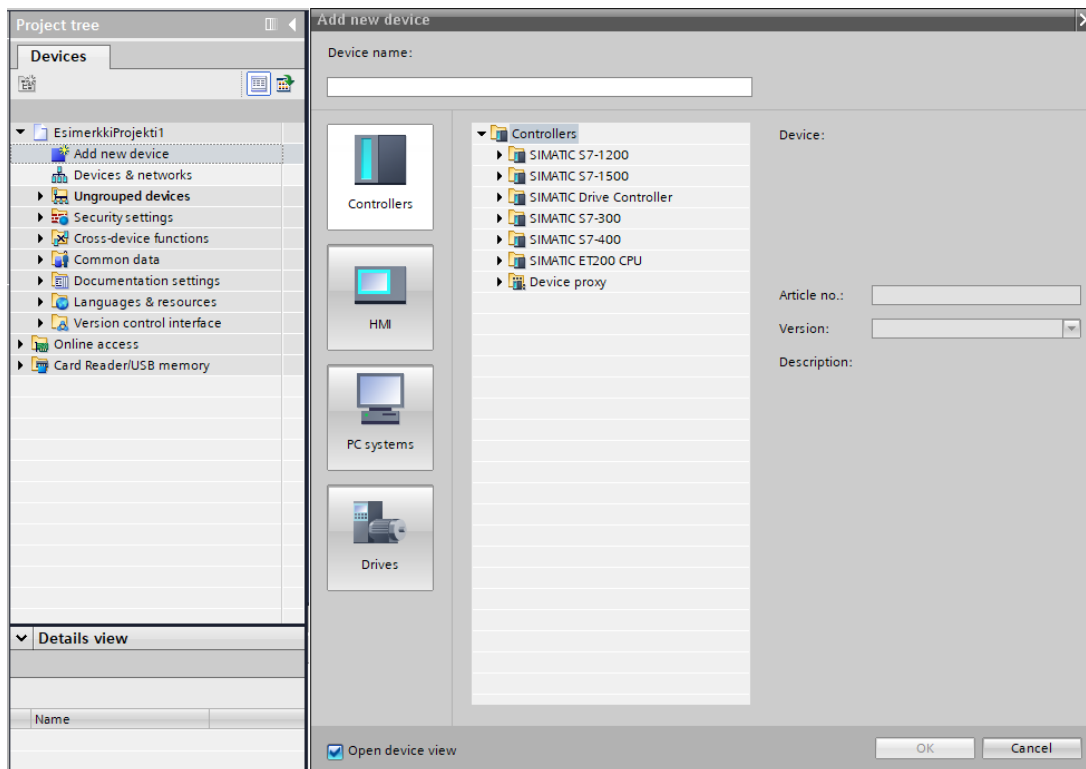 Project tree
Devices
EsimerkkiProjekti1
Add new device
Devices & networks
Ungrouped devices
Security settings
Cross-device functions
Common data
Documentation settings
Languages & resources
Version control interface
Online access
Card Reader/USB memory
Details view
Name
Add new device
Device name:
Controllers
HMI
PC systems
Drives
Controllers
SIMATIC S7-1200
SIMATIC S7-1500
SIMATIC Drive Controller
SIMATIC S7-300
SIMATIC S7-400
SIMATIC ET200 CPU
Device proxy
Device:
Article no.:
Version:
Description:
Open device view
OK
Cancel